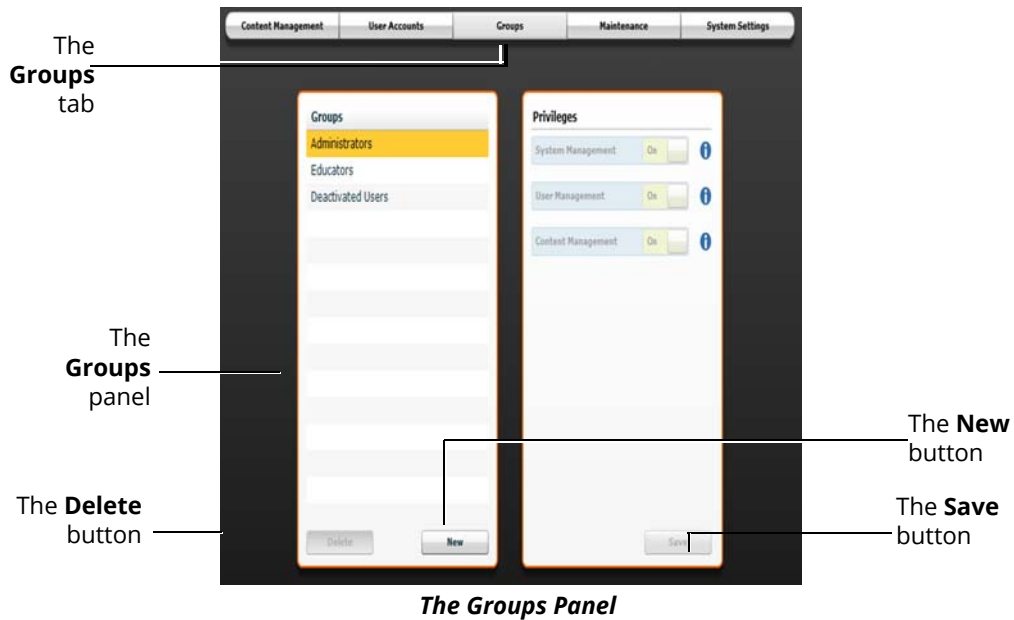 Content Management User Accounts Groups Maintenance System Settings
The
Groups
tab
Groups
Administrators
Educators
Deactivated Users
Privileges
System Management On
User Management On
Content Management On
The
Groups
panel
The New
button
The Delete
button
The Save
button
Delete New
Save
The Groups Panel